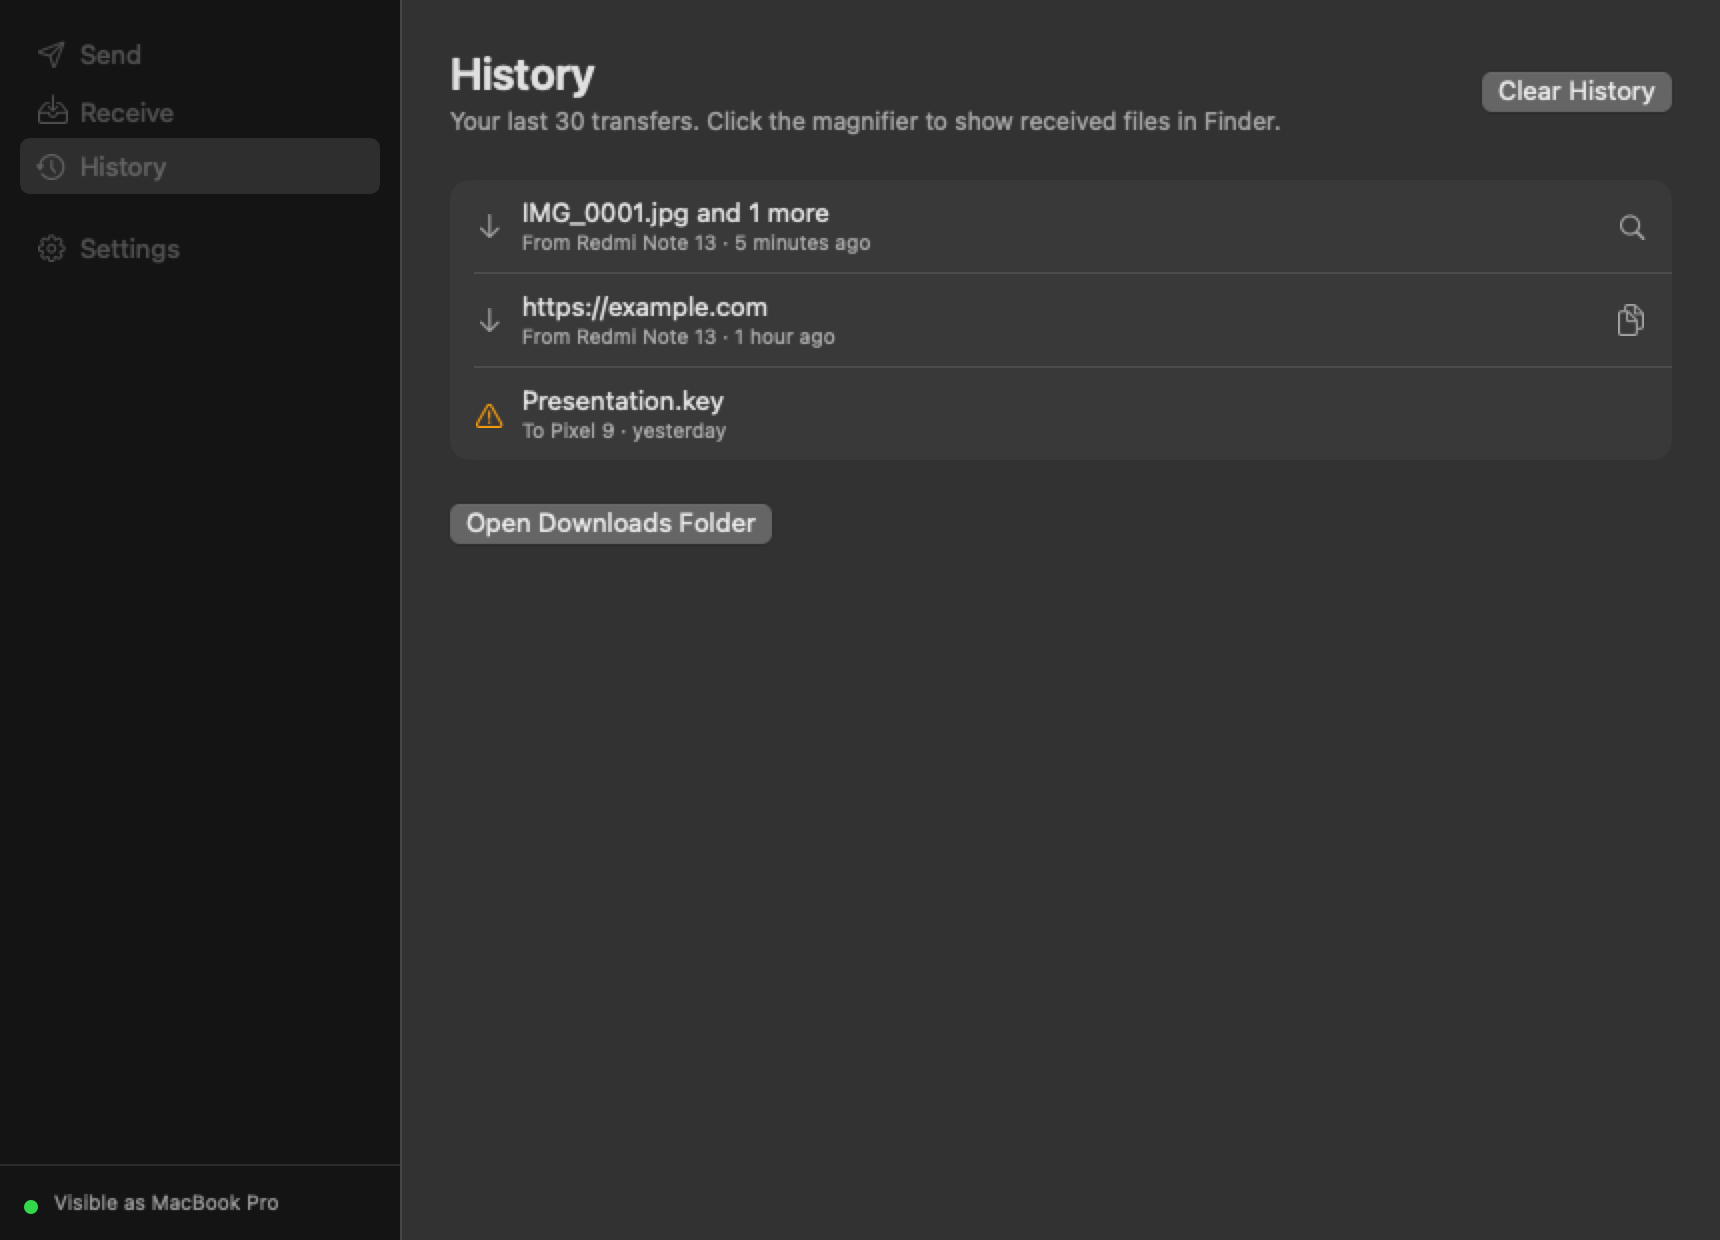 Send
Receive
History
Settings
Visible as MacBook Pro
History
Your last 30 transfers. Click the magnifier to show received files in Finder.
Clear History
IMG_0001.jpg and 1 more
From Redmi Note 13 · 5 minutes ago
https://example.com
From Redmi Note 13 · 1 hour ago
Presentation.key
To Pixel 9 · yesterday
Open Downloads Folder